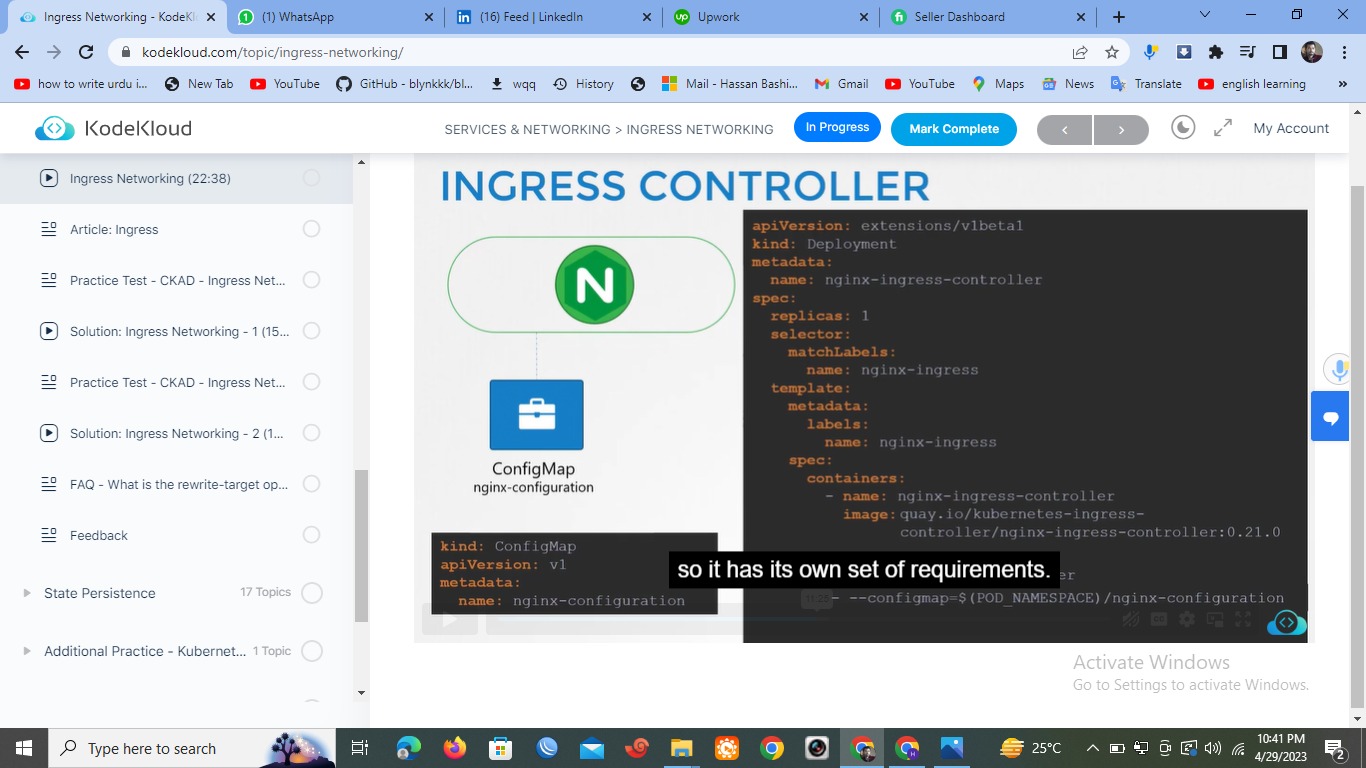 Ingress Networking - KodeKl
(1) WhatsApp
(16) Feed | LinkedIn
Upwork
Seller Dashboard
kodekloud.com/topic/ingress-networking/
how to write urdu i...
New Tab
YouTube
GitHub - blynkkk/bl...
wqq
History
Mail - Hassan Bashi...
Gmail
YouTube
Maps
News
Translate
english learning
KodeKloud
SERVICES & NETWORKING > INGRESS NETWORKING
In Progress
Mark Complete
My Account
Ingress Networking (22:38)
Article: Ingress
Practice Test - CKAD - Ingress Net...
Solution: Ingress Networking - 1 (15...
Practice test - CKAD - Ingress Net...
Solution: Ingress Networking - 2 (1...
FAQ - What is the rewrite-target op...
Feedback
State Persistence
17 Topics
Additional Practice - Kubernet...
1 Topic
INGRESS CONTROLLER
N
ConfigMap
nginx-configuration
kind: ConfigMap
apiVersion: v1
metadata:
name: nginx-configuration
apiVersion: extensions/v1beta1
kind: Deployment
metadata:
name: nginx-ingress-controller
spec:
replicas: 1
selector:
matchLabels:
name: nginx-ingress
template:
metadata:
labels:
name: nginx-ingress
spec:
containers:
- name: nginx-ingress-controller
image: quay.io/kubernetes-ingress-
controller/nginx-ingress-controller:0.21.0
so it has its own set of requirements.
- --configmap=$(POD_NAMESPACE)/nginx-configuration
Activate Windows
Go to Settings to activate Windows.
Type here to search
25°C
10:41 PM
4/29/2023
2